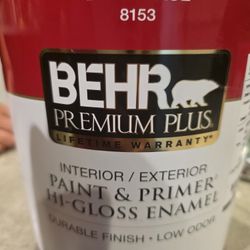 8153
BEHR
PREMIUM PLUS®
LIFETIME WARRANTY*
INTERIOR / EXTERIOR
PAINT & PRIMER*
HI-GLOSS ENAMEL
DURABLE FINISH • LOW ODOR